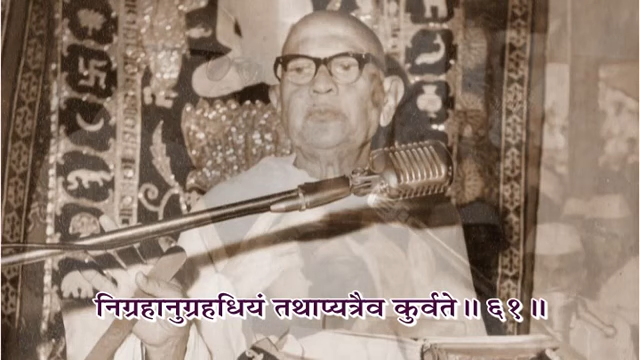 निग्रहानुग्रहधियं तथाप्यत्रैव कुर्वते ॥ ६१ ॥